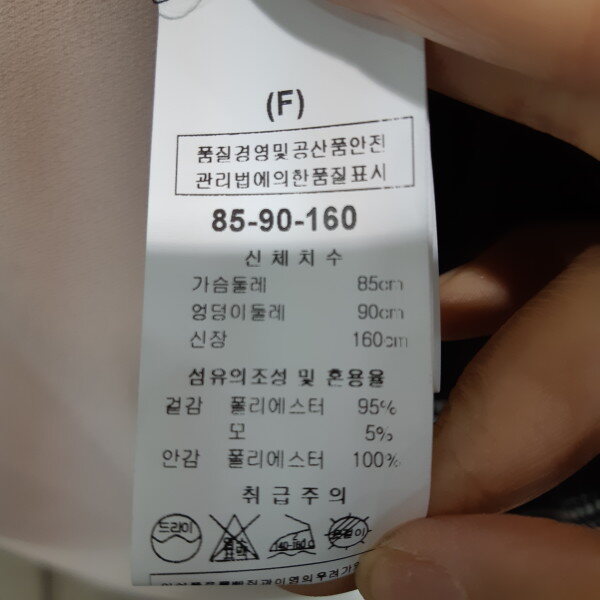 (F)
품질경영및공산품안전
관리법에의한품질표시
85-90-160
신체치수
가슴둘레 85cm
엉덩이둘레 90cm
신장 160cm
섬유의조성 및 혼용율
겉감 폴리에스터 95%
모 5%
안감 폴리에스터 100%
취급주의
드라이